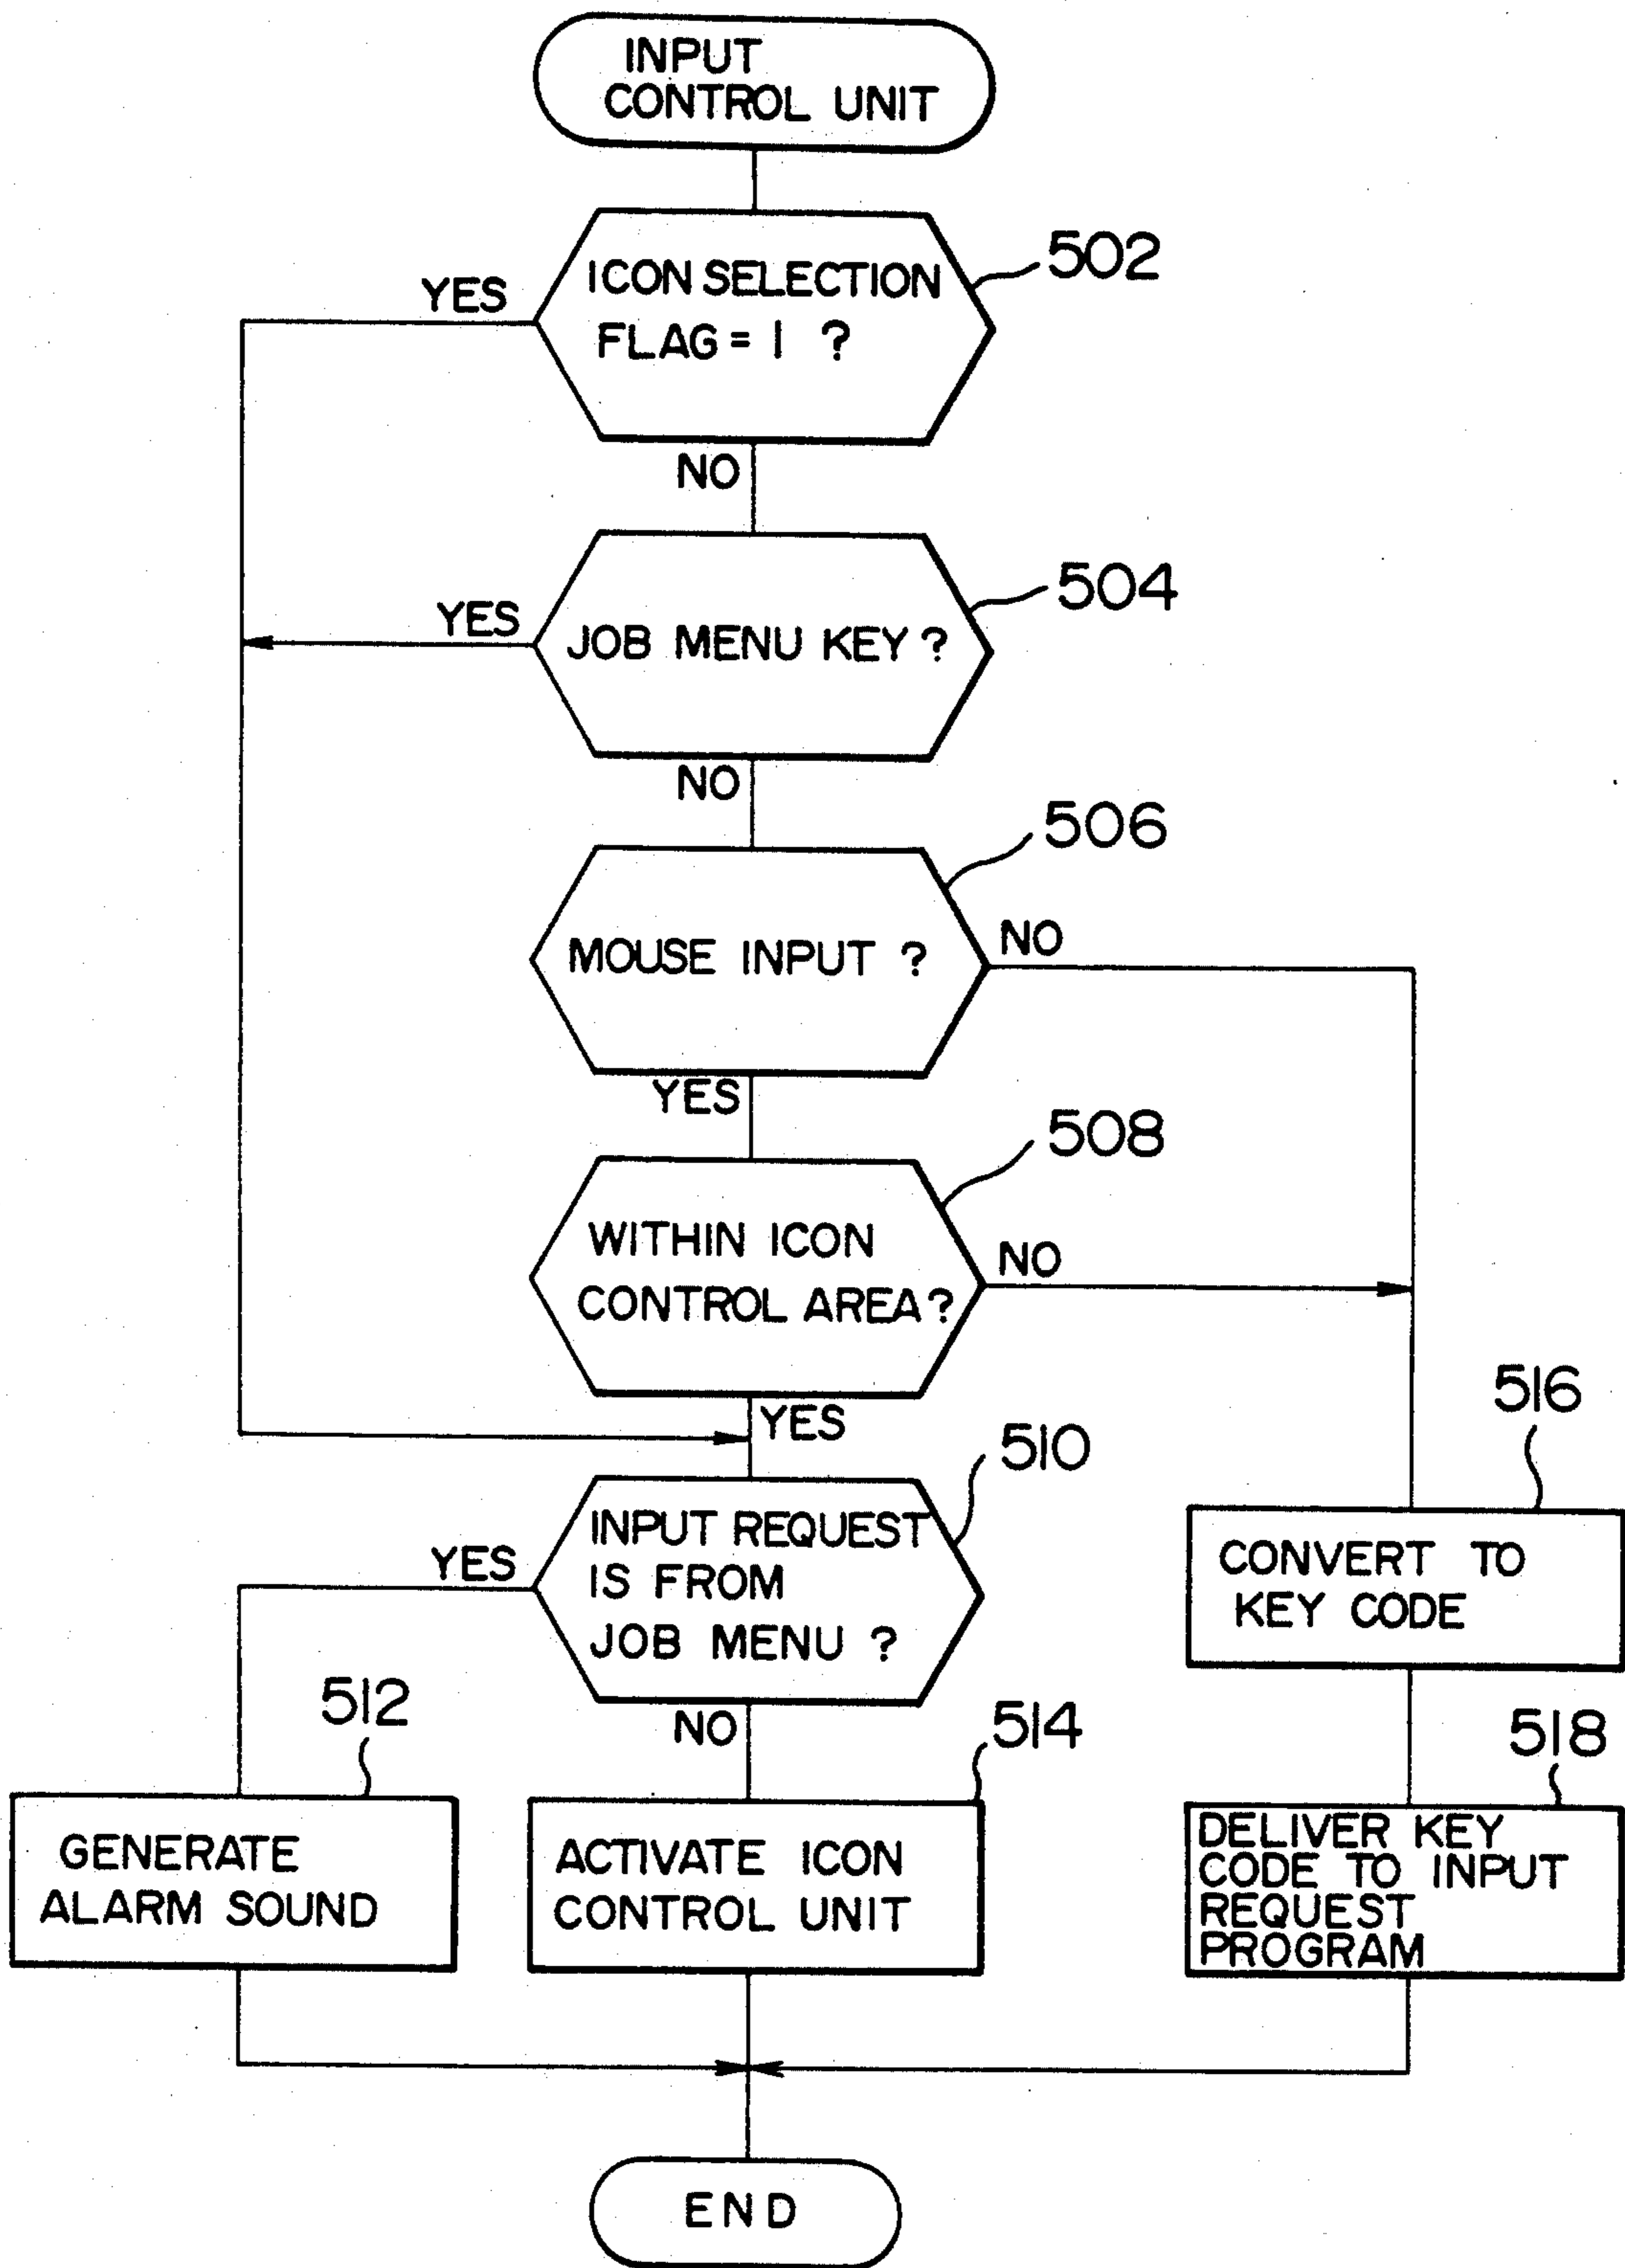 INPUT
CONTROL UNIT
502
ICON SELECTION
FLAG = 1 ?
YES
NO
504
JOB MENU KEY ?
YES
NO
506
MOUSE INPUT ?
NO
YES
508
WITHIN ICON
CONTROL AREA ?
NO
YES
510
INPUT REQUEST
IS FROM
JOB MENU ?
YES
NO
516
CONVERT TO
KEY CODE
512
GENERATE
ALARM SOUND
514
ACTIVATE ICON
CONTROL UNIT
518
DELIVER KEY
CODE TO INPUT
REQUEST
PROGRAM
END